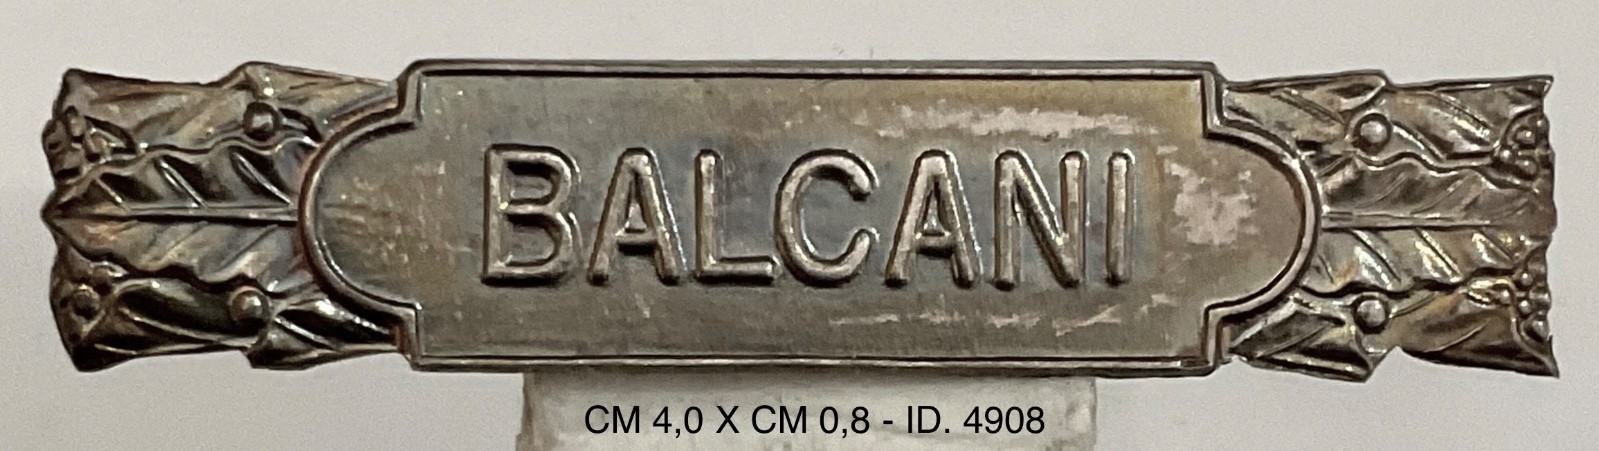 BALCANI
CM 4,0 X CM 0,8 - ID. 4908